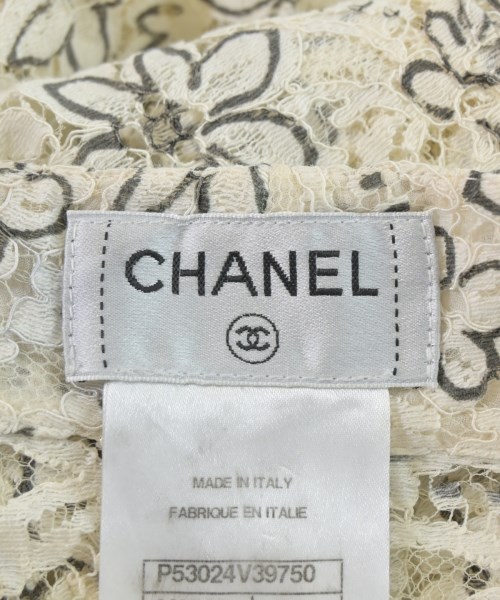 CHANEL
MADE IN ITALY
FABRIQUE EN ITALIE
P53024V39750